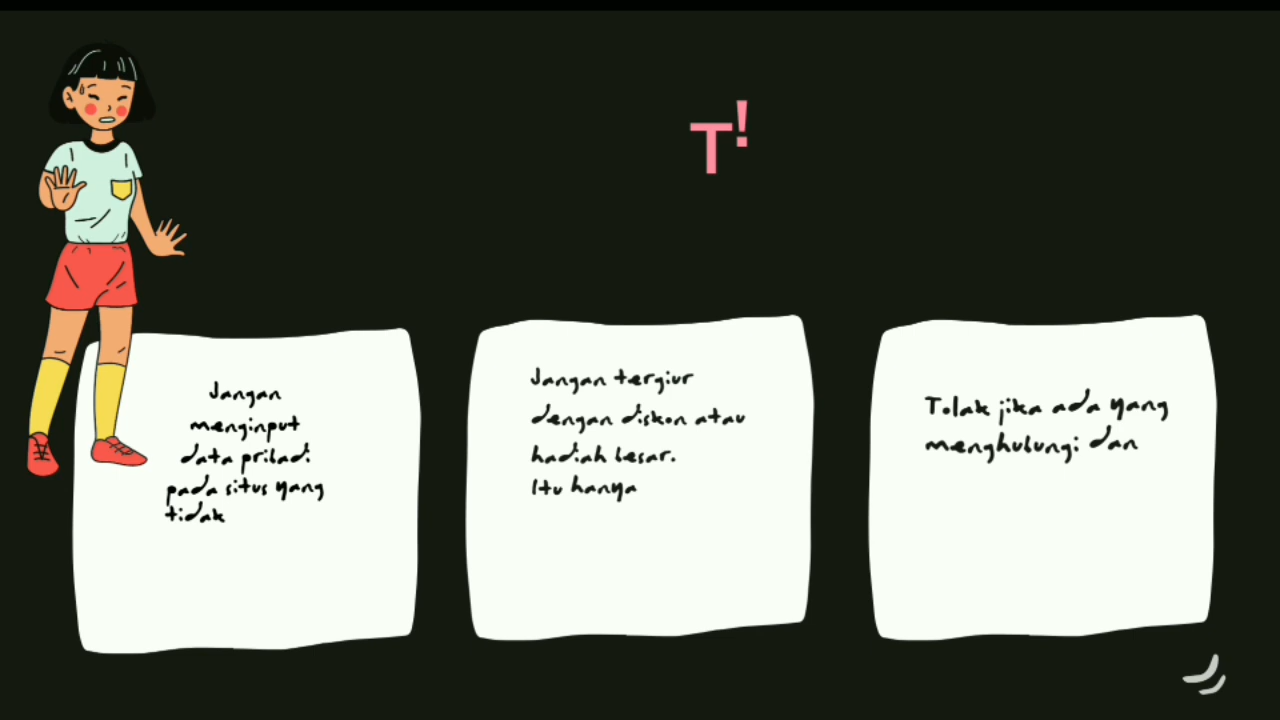 T!
Jangan
menginput
data pribadi
pada situs yang
tidak
Jangan tergiur
dengan diskon atau
hadiah besar.
Itu hanya
Tolak jika ada yang
menghubungi dan